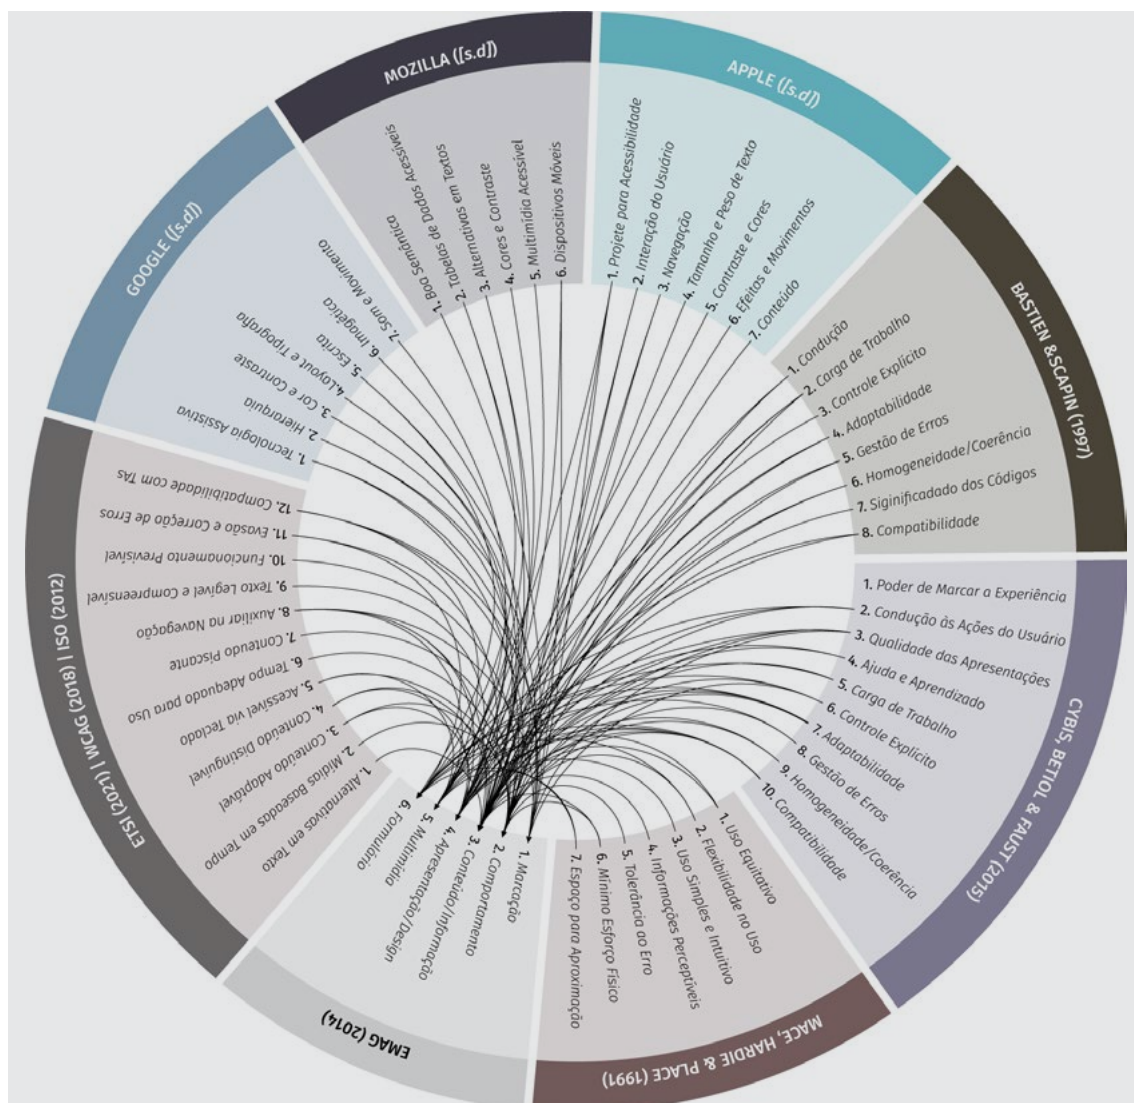 MOZILLA ([s.d])
1. Boa Semântica
2. Tabelas de Dados Acessíveis
3. Alternativas em Textos
4. Cores e Contraste
5. Multimídia Acessível
6. Dispositivos Móveis
APPLE ([s.d])
1. Projete para Acessibilidade
2. Interação do Usuário
3. Navegação
4. Tamanho e Peso de Texto
5. Contraste e Cores
6. Efeitos e Movimentos
7. Conteúdo
BASTIEN &SCAPIN (1997)
1. Condução
2. Carga de Trabalho
3. Controle Explícito
4. Adaptabilidade
5. Gestão de Erros
6. Homogeneidade/Coerência
7. Siginificadado dos Códigos
8. Compatibilidade
CYBIS, BETIOL & FAUST (2015)
1. Poder de Marcar a Experiência
2. Condução às Ações do Usuário
3. Qualidade das Apresentações
4. Ajuda e Aprendizado
5. Carga de Trabalho
6. Controle Explícito
7. Adaptabilidade
8. Gestão de Erros
9. Homogeneidade/Coerência
10. Compatibilidade
MACE, HARDIE & PLACE (1991)
1. Uso Equitativo
2. Flexibilidade no Uso
3. Uso Simples e Intuitivo
4. Informações Perceptíveis
5. Tolerância ao Erro
6. Mínimo Esforço Físico
7. Espaço para Aproximação
EMAG (2014)
1. Marcação
2. Comportamento
3. Conteúdo/Informação
4. Apresentação/Design
5. Multimídia
6. Formulário
ETSI (2021) | WCAG (2018) | ISO (2012)
1. Alternativas em Texto
2. Mídias Baseadas em Tempo
3. Conteúdo Adaptável
4. Conteúdo Distinguível
5. Acessível via Teclado
6. Tempo Adequado para Uso
7. Conteúdo Piscante
8. Auxiliar na Navegação
9. Texto Legível e Compreensível
10. Funcionamento Previsível
11. Evasão e Correção de Erros
12. Compatibilidade com TAs
GOOGLE ([s.d])
1. Tecnologia Assistiva
2. Hierarquia
3. Cor e Contraste
4. Layout e Tipografia
5. Escrita
6. Imagética
7. Som e Movimento